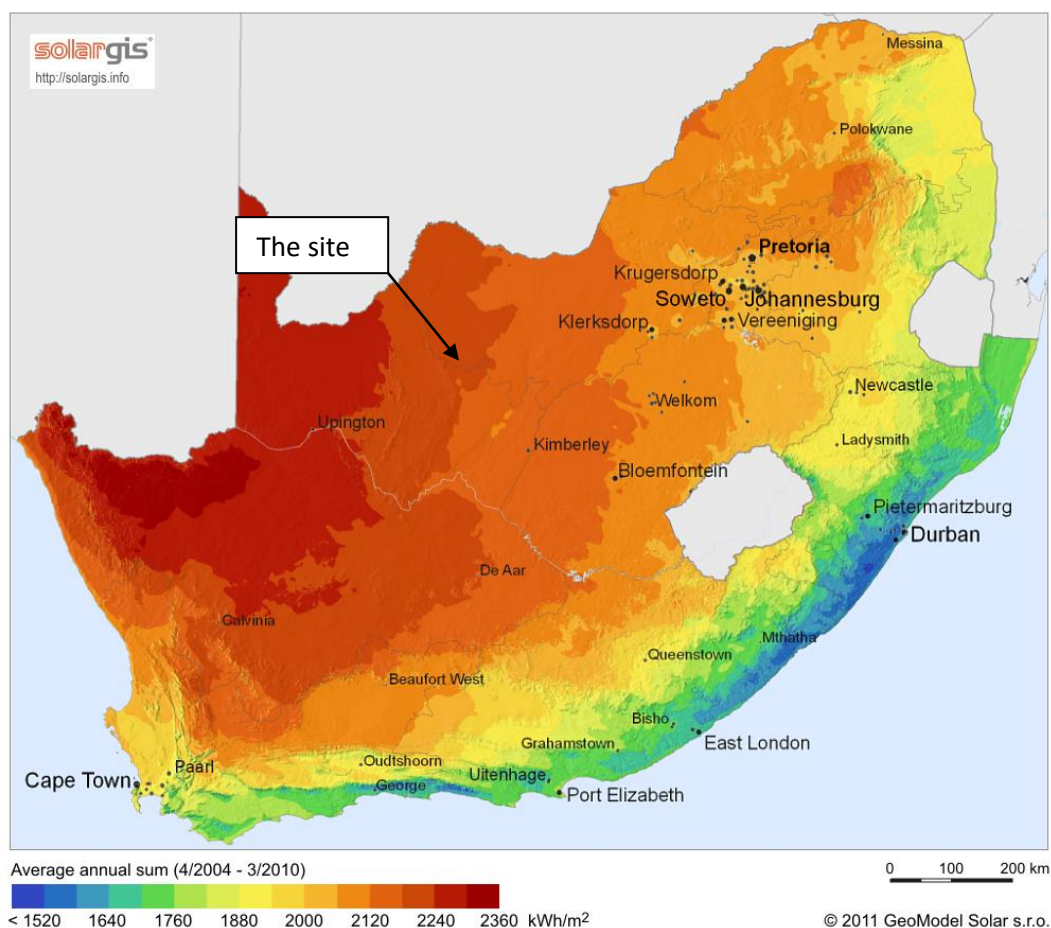 solargis
http://solargis.info
Messina
Polokwane
The site
Pretoria
Krugersdorp
Soweto Johannesburg
Klerksdorp Vereeniging
Newcastle
Welkom
Upington
Ladysmith
Kimberley
Bloemfontein
Pietermaritzburg
Durban
De Aar
Calvinia
Mthatha
Queenstown
Beaufort West
Bisho
East London
Grahamstown
Oudtshoorn
Paarl
Uitenhage
Cape Town
George
Port Elizabeth
Average annual sum (4/2004 - 3/2010)
0 100 200 km
< 1520 1640 1760 1880 2000 2120 2240 2360 kWh/m2
© 2011 GeoModel Solar s.r.o.